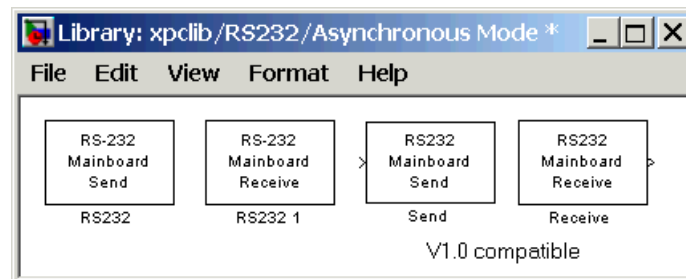 Library: xpclib/RS232/Asynchronous Mode *
File Edit View Format Help
RS-232
Mainboard
Send
RS232
RS-232
Mainboard
Receive
RS232 1
RS232
Mainboard
Send
Send
RS232
Mainboard
Receive
Receive
V1.0 compatible